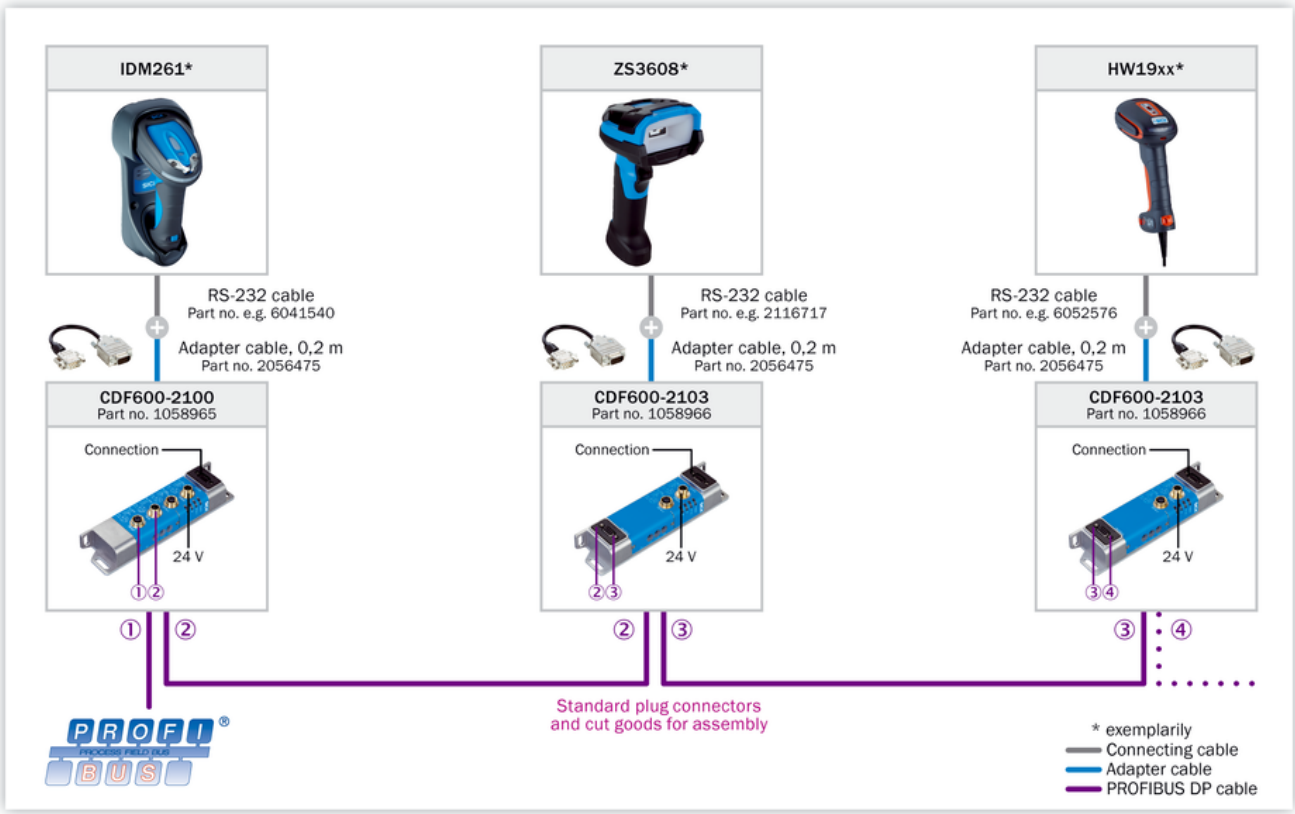 IDM261*
RS-232 cable
Part no. e.g. 6041540
Adapter cable, 0,2 m
Part no. 2056475
CDF600-2100
Part no. 1058965
Connection
24 V
①②
① ②
ZS3608*
RS-232 cable
Part no. e.g. 2116717
Adapter cable, 0,2 m
Part no. 2056475
CDF600-2103
Part no. 1058966
Connection
24 V
②③
② ③
HW19xx*
RS-232 cable
Part no. e.g. 6052576
Adapter cable, 0,2 m
Part no. 2056475
CDF600-2103
Part no. 1058966
Connection
24 V
③④
③ ④
Standard plug connectors
and cut goods for assembly
PROFI®
PROCESS FIELD BUS
BUS
* exemplarily
Connecting cable
Adapter cable
PROFIBUS DP cable